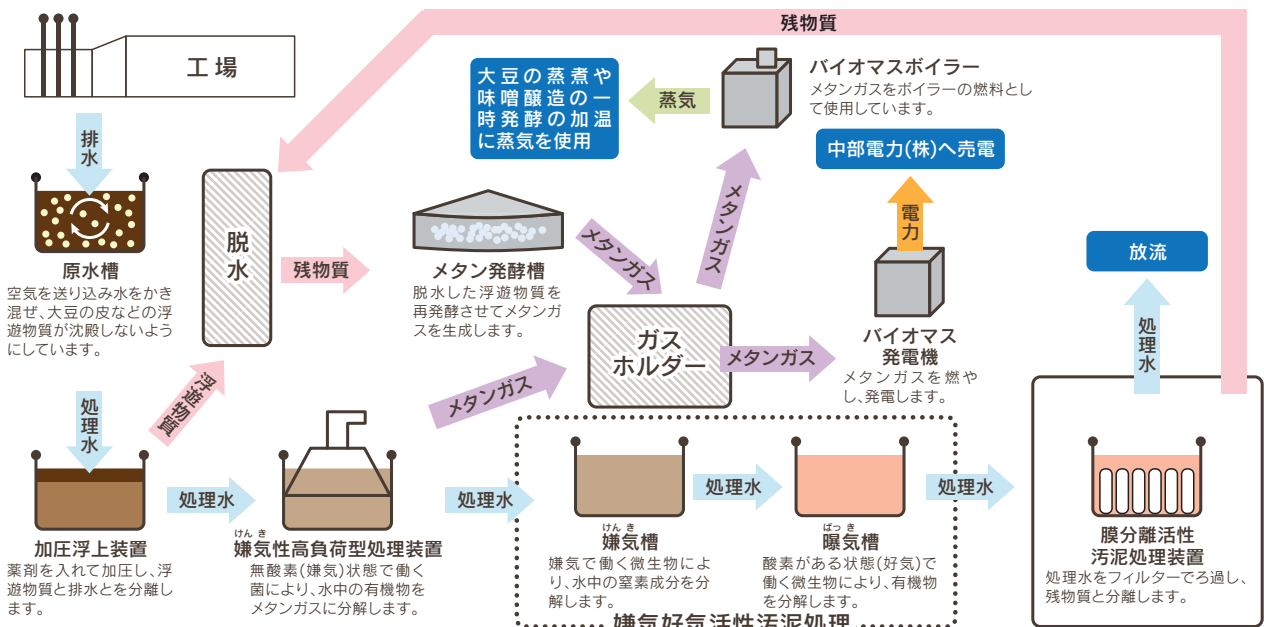 残物質
工場
排水
原水槽
空気を送り込み水をかき
混ぜ、大豆の皮などの浮
遊物質が沈殿しないよう
にしています。
処理水
浮遊物質
脱水
残物質
大豆の蒸煮や
味噌醸造の一
時発酵の加温
に蒸気を使用
蒸気
バイオマスボイラー
メタンガスをボイラーの燃料とし
て使用しています。
中部電力(株)へ売電
電力
メタンガス
メタン発酵槽
脱水した浮遊物質を
再発酵させてメタンガ
スを生成します。
メタンガス
ガス
ホルダー
メタンガス
バイオマス
発電機
メタンガスを燃や
し、発電します。
放流
処理水
メタンガス
加圧浮上装置
薬剤を入れて加圧し、浮
遊物質と排水とを分離し
ます。
処理水
けんき
嫌気性高負荷型処理装置
無酸素(嫌気)状態で働く
菌により、水中の有機物を
メタンガスに分解します。
処理水
けんき
嫌気槽
嫌気で働く微生物によ
り、水中の窒素成分を分
解します。
処理水
ばっき
曝気槽
酸素がある状態(好気)で
働く微生物により、有機物
を分解します。
嫌気好気活性汚泥処理
処理水
膜分離活性
汚泥処理装置
処理水をフィルターでろ過し、
残物質と分離します。